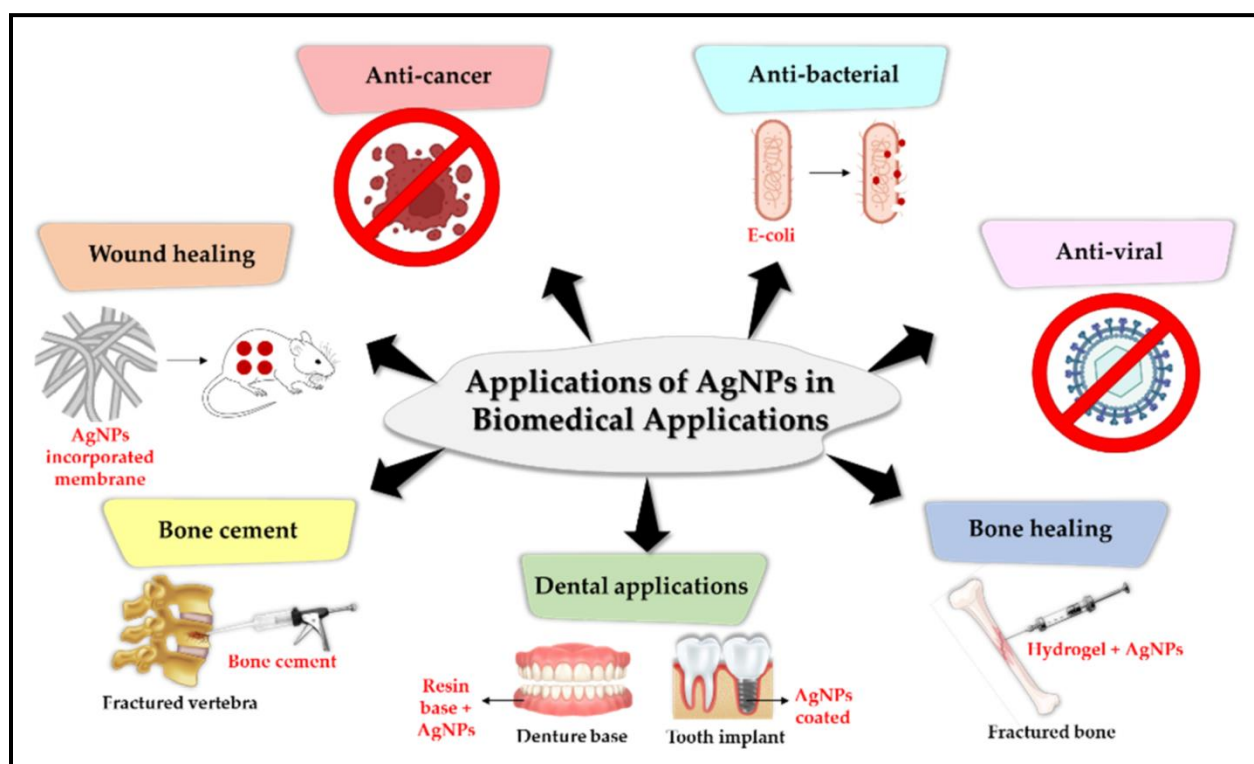 Anti-cancer
Anti-bacterial
E-coli
Wound healing
AgNPs
incorporated
membrane
Anti-viral
Applications of AgNPs in
Biomedical Applications
Bone cement
Bone cement
Fractured vertebra
Dental applications
Resin
base +
AgNPs
Denture base
Tooth implant
AgNPs
coated
Bone healing
Hydrogel + AgNPs
Fractured bone